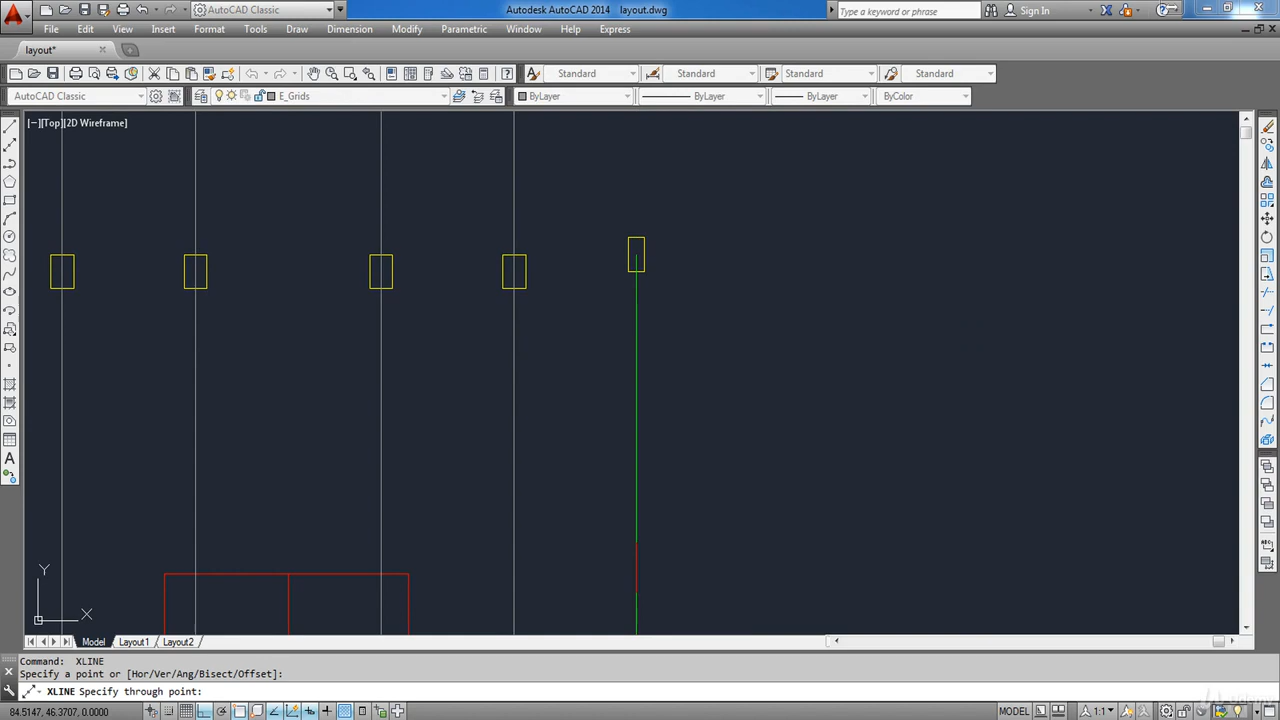 AutoCAD Classic
Autodesk AutoCAD 2014 layout.dwg
Type a keyword or phrase
Sign In
File Edit View Insert Format Tools Draw Dimension Modify Parametric Window Help Express
layout*
Standard Standard Standard Standard
AutoCAD Classic E_Grids ByLayer ByLayer ByLayer ByColor
[−][Top][2D Wireframe]
Y
X
Model Layout1 Layout2
Command: XLINE
Specify a point or [Hor/Ver/Ang/Bisect/Offset]:
XLINE Specify through point:
84.5147, 46.3707, 0.0000
MODEL 1:1